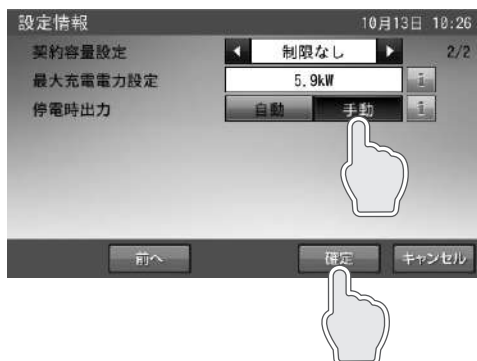 設定情報 10月13日 10:26
契約容量設定 ◀ 制限なし ▶ 2/2
最大充電電力設定 5.9kW i
停電時出力 自動 手動 i
前へ 確定 キャンセル